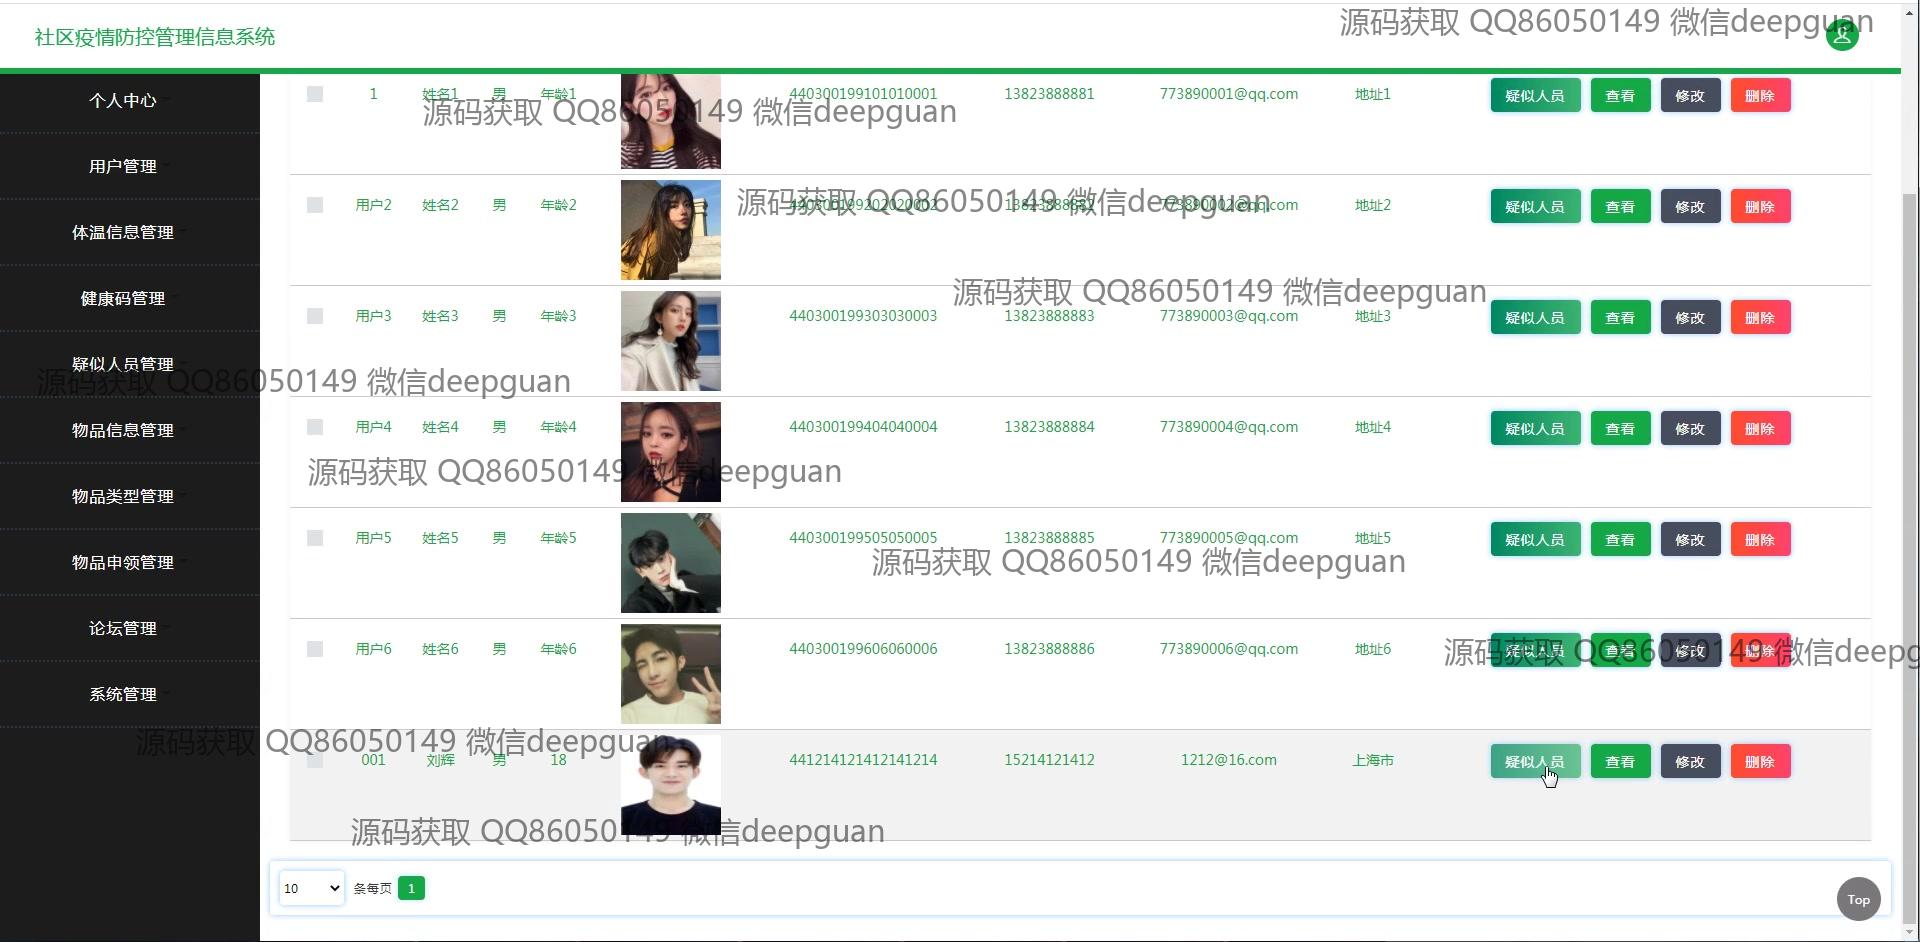 源码获取 QQ86050149 微信deepguan
社区疫情防控管理信息系统
个人中心
用户管理
体温信息管理
健康码管理
疑似人员管理
物品信息管理
物品类型管理
物品申领管理
论坛管理
系统管理
1 姓名1 男 年龄1 440300199101010001 13823888881 773890001@qq.com 地址1 疑似人员 查看 修改 删除
源码获取 QQ86050149 微信deepguan
用户2 姓名2 男 年龄2 440300199202020002 13823888882 773890002@qq.com 地址2 疑似人员 查看 修改 删除
源码获取 QQ86050149 微信deepguan
源码获取 QQ86050149 微信deepguan
用户3 姓名3 男 年龄3 440300199303030003 13823888883 773890003@qq.com 地址3 疑似人员 查看 修改 删除
源码获取 QQ86050149 微信deepguan
用户4 姓名4 男 年龄4 440300199404040004 13823888884 773890004@qq.com 地址4 疑似人员 查看 修改 删除
源码获取 QQ86050149 微信deepguan
用户5 姓名5 男 年龄5 440300199505050005 13823888885 773890005@qq.com 地址5 疑似人员 查看 修改 删除
源码获取 QQ86050149 微信deepguan
用户6 姓名6 男 年龄6 440300199606060006 13823888886 773890006@qq.com 地址6 疑似人员 查看 修改 删除
源码获取 QQ86050149 微信deepg
源码获取 QQ86050149 微信deepguan
001 刘辉 男 18 441214121412141214 15214121412 1212@16.com 上海市 疑似人员 查看 修改 删除
源码获取 QQ86050149 微信deepguan
10 条每页 1
Top